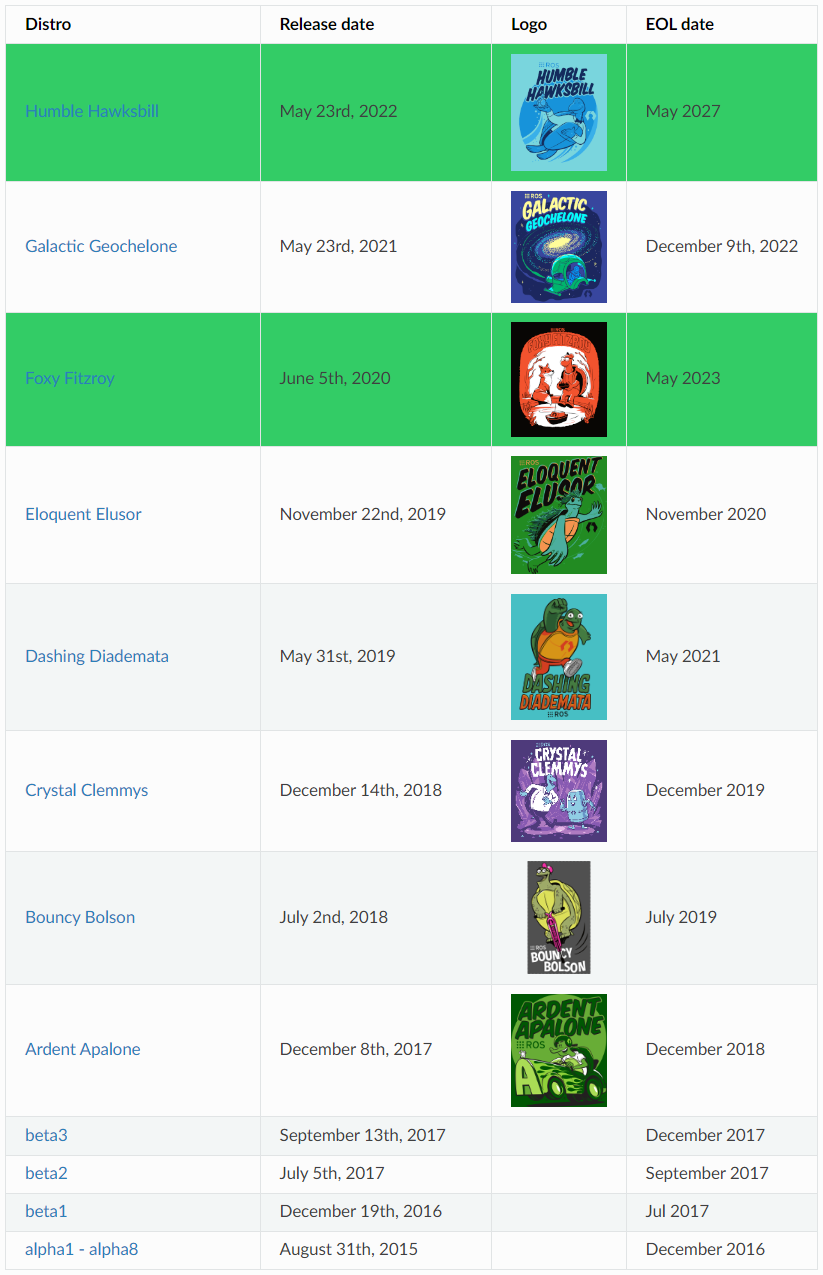 Distro Release date Logo EOL date
Humble Hawksbill May 23rd, 2022 May 2027
ROS
HUMBLE
HAWKSBILL
Galactic Geochelone May 23rd, 2021 December 9th, 2022
ROS
GALACTIC
GEOCHELONE
Foxy Fitzroy June 5th, 2020 May 2023
ROS
Eloquent Elusor November 22nd, 2019 November 2020
ROS
ELOQUENT
ELUSOR
Dashing Diademata May 31st, 2019 May 2021
DASHING
DIADEMATA
ROS
Crystal Clemmys December 14th, 2018 December 2019
CRYSTAL
CLEMMYS
Bouncy Bolson July 2nd, 2018 July 2019
ROS
BOUNCY
BOLSON
Ardent Apalone December 8th, 2017 December 2018
ARDENT
APALONE
ROS
A
beta3 September 13th, 2017 December 2017
beta2 July 5th, 2017 September 2017
beta1 December 19th, 2016 Jul 2017
alpha1 - alpha8 August 31th, 2015 December 2016